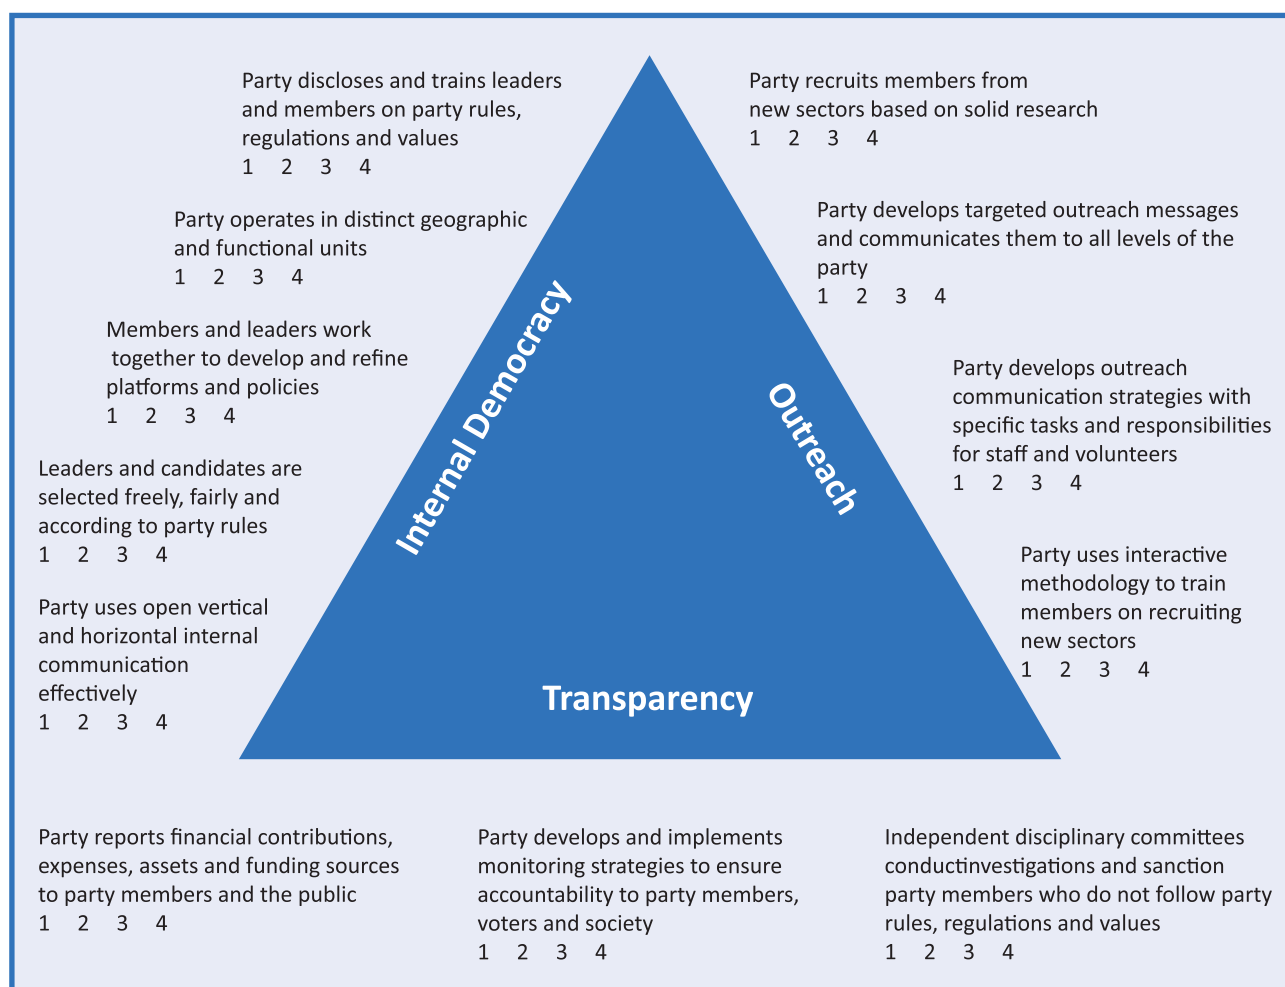 Party discloses and trains leaders
and members on party rules,
regulations and values
1 2 3 4
Party operates in distinct geographic
and functional units
1 2 3 4
Members and leaders work
together to develop and refine
platforms and policies
1 2 3 4
Leaders and candidates are
selected freely, fairly and
according to party rules
1 2 3 4
Party uses open vertical
and horizontal internal
communication
effectively
1 2 3 4
Internal Democracy
Party recruits members from
new sectors based on solid research
1 2 3 4
Party develops targeted outreach messages
and communicates them to all levels of the
party
1 2 3 4
Party develops outreach
communication strategies with
specific tasks and responsibilities
for staff and volunteers
1 2 3 4
Party uses interactive
methodology to train
members on recruiting
new sectors
1 2 3 4
Outreach
Transparency
Party reports financial contributions,
expenses, assets and funding sources
to party members and the public
1 2 3 4
Party develops and implements
monitoring strategies to ensure
accountability to party members,
voters and society
1 2 3 4
Independent disciplinary committees
conductinvestigations and sanction
party members who do not follow party
rules, regulations and values
1 2 3 4